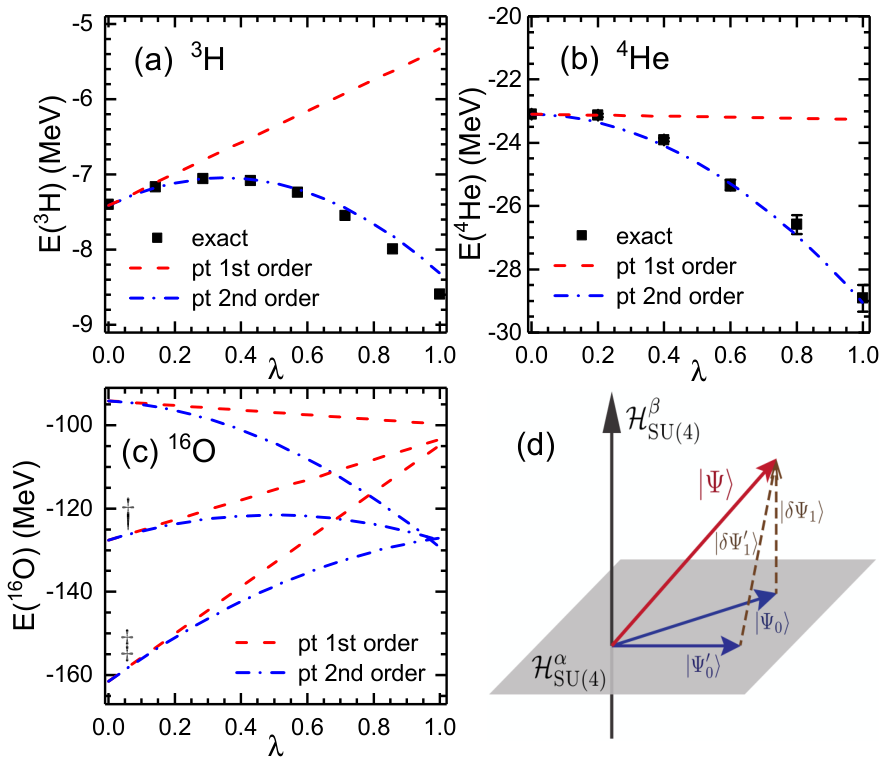 (a) ³H
E(³H) (MeV)
-5
-6
-7
-8
-9
exact
pt 1st order
pt 2nd order
0.0 0.2 0.4 0.6 0.8 1.0
λ
(b) ⁴He
E(⁴He) (MeV)
-20
-22
-24
-26
-28
-30
exact
pt 1st order
pt 2nd order
0.0 0.2 0.4 0.6 0.8 1.0
λ
(c) ¹⁶O
E(¹⁶O) (MeV)
-100
-120
-140
-160
†
‡
pt 1st order
pt 2nd order
0.0 0.2 0.4 0.6 0.8 1.0
λ
(d)
ℋ^β_SU(4)
|Ψ⟩
|δΨ₁⟩
|δΨ′₁⟩
|Ψ₀⟩
|Ψ′₀⟩
ℋ^α_SU(4)